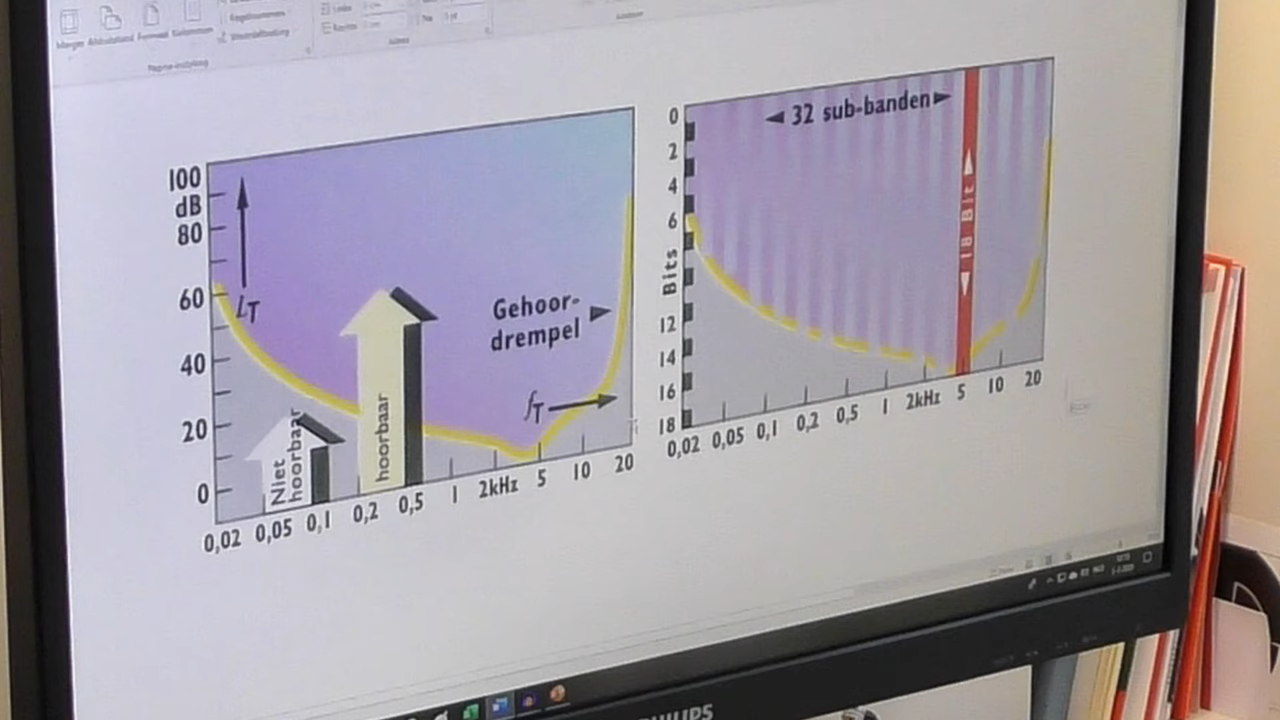 100
dB
80
60
40
20
0
LT
Gehoor-
drempel
fT
Niet
hoorbaar
hoorbaar
0,02 0,05 0,1 0,2 0,5 1 2kHz 5 10 20
0
2
4
6
Bits
12
14
16
18
32 sub-banden
18 Bit
0,02 0,05 0,1 0,2 0,5 1 2kHz 5 10 20
PHILIPS